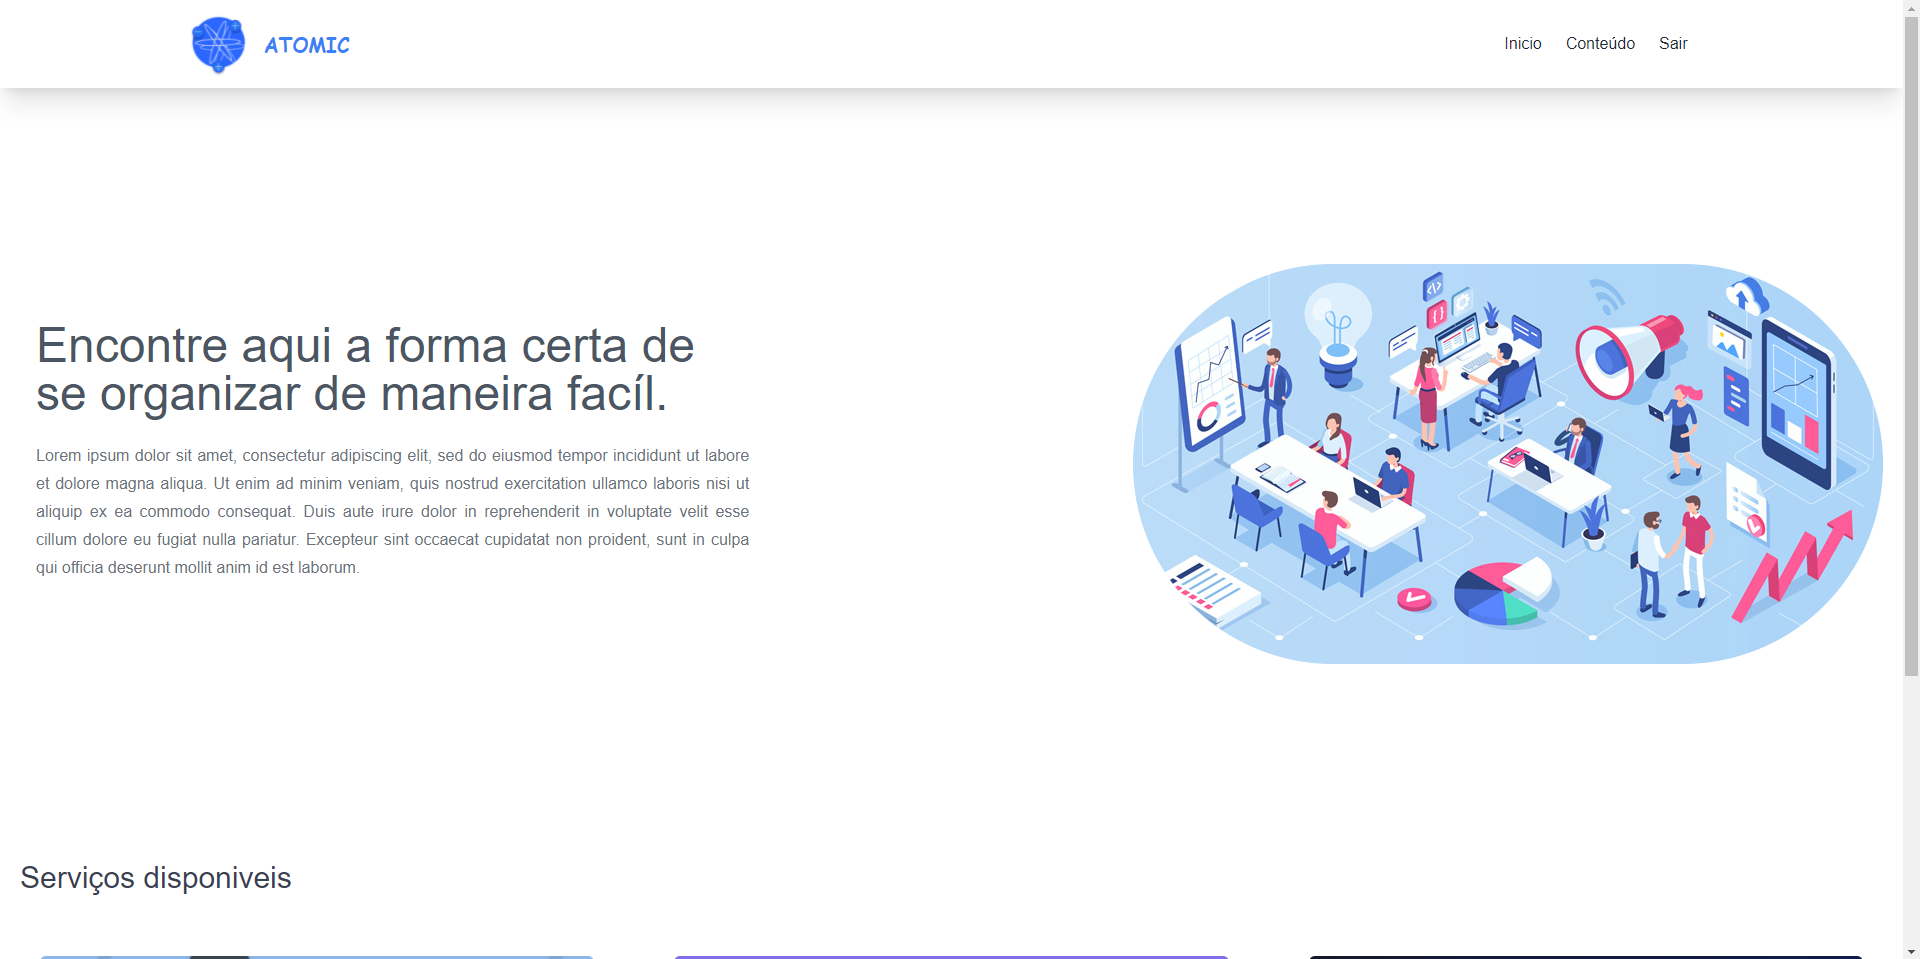 ATOMIC
Inicio Conteúdo Sair
Encontre aqui a forma certa de
se organizar de maneira facíl.
Lorem ipsum dolor sit amet, consectetur adipiscing elit, sed do eiusmod tempor incididunt ut labore
et dolore magna aliqua. Ut enim ad minim veniam, quis nostrud exercitation ullamco laboris nisi ut
aliquip ex ea commodo consequat. Duis aute irure dolor in reprehenderit in voluptate velit esse
cillum dolore eu fugiat nulla pariatur. Excepteur sint occaecat cupidatat non proident, sunt in culpa
qui officia deserunt mollit anim id est laborum.
Serviços disponiveis